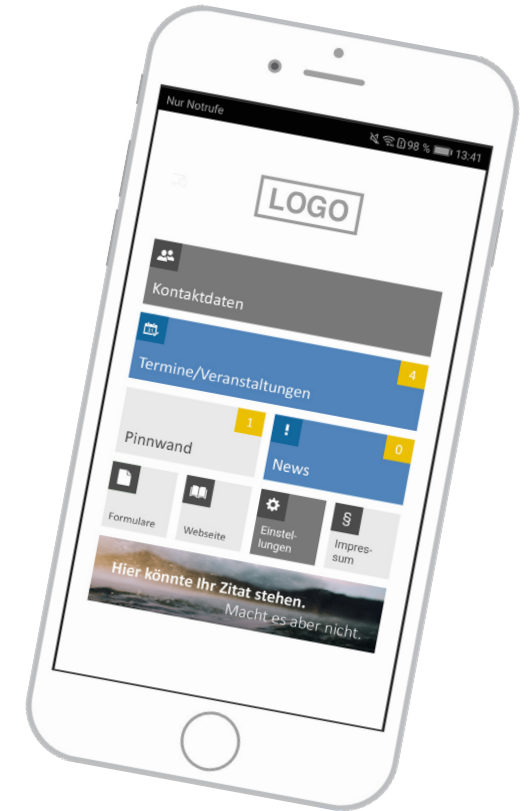 Nur Notrufe 98 % 13:41
LOGO
Kontaktdaten
4
Termine/Veranstaltungen
1
Pinnwand
0
News
Formulare
Webseite
§
Einstel-
lungen
Impres-
sum
Hier könnte Ihr Zitat stehen.
Macht es aber nicht.